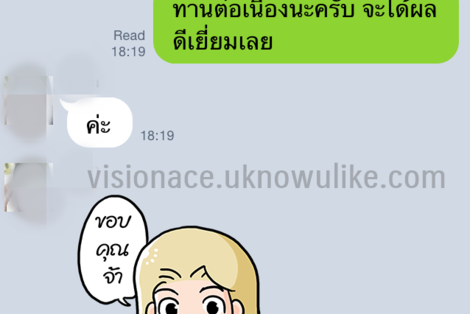 ทานต่อเนื่องนะครับ จะได้ผล
ดีเยี่ยมเลย
Read
18:19
ค่ะ
18:19
visionace.uknowulike.com
ขอบ
คุณ
จ้า